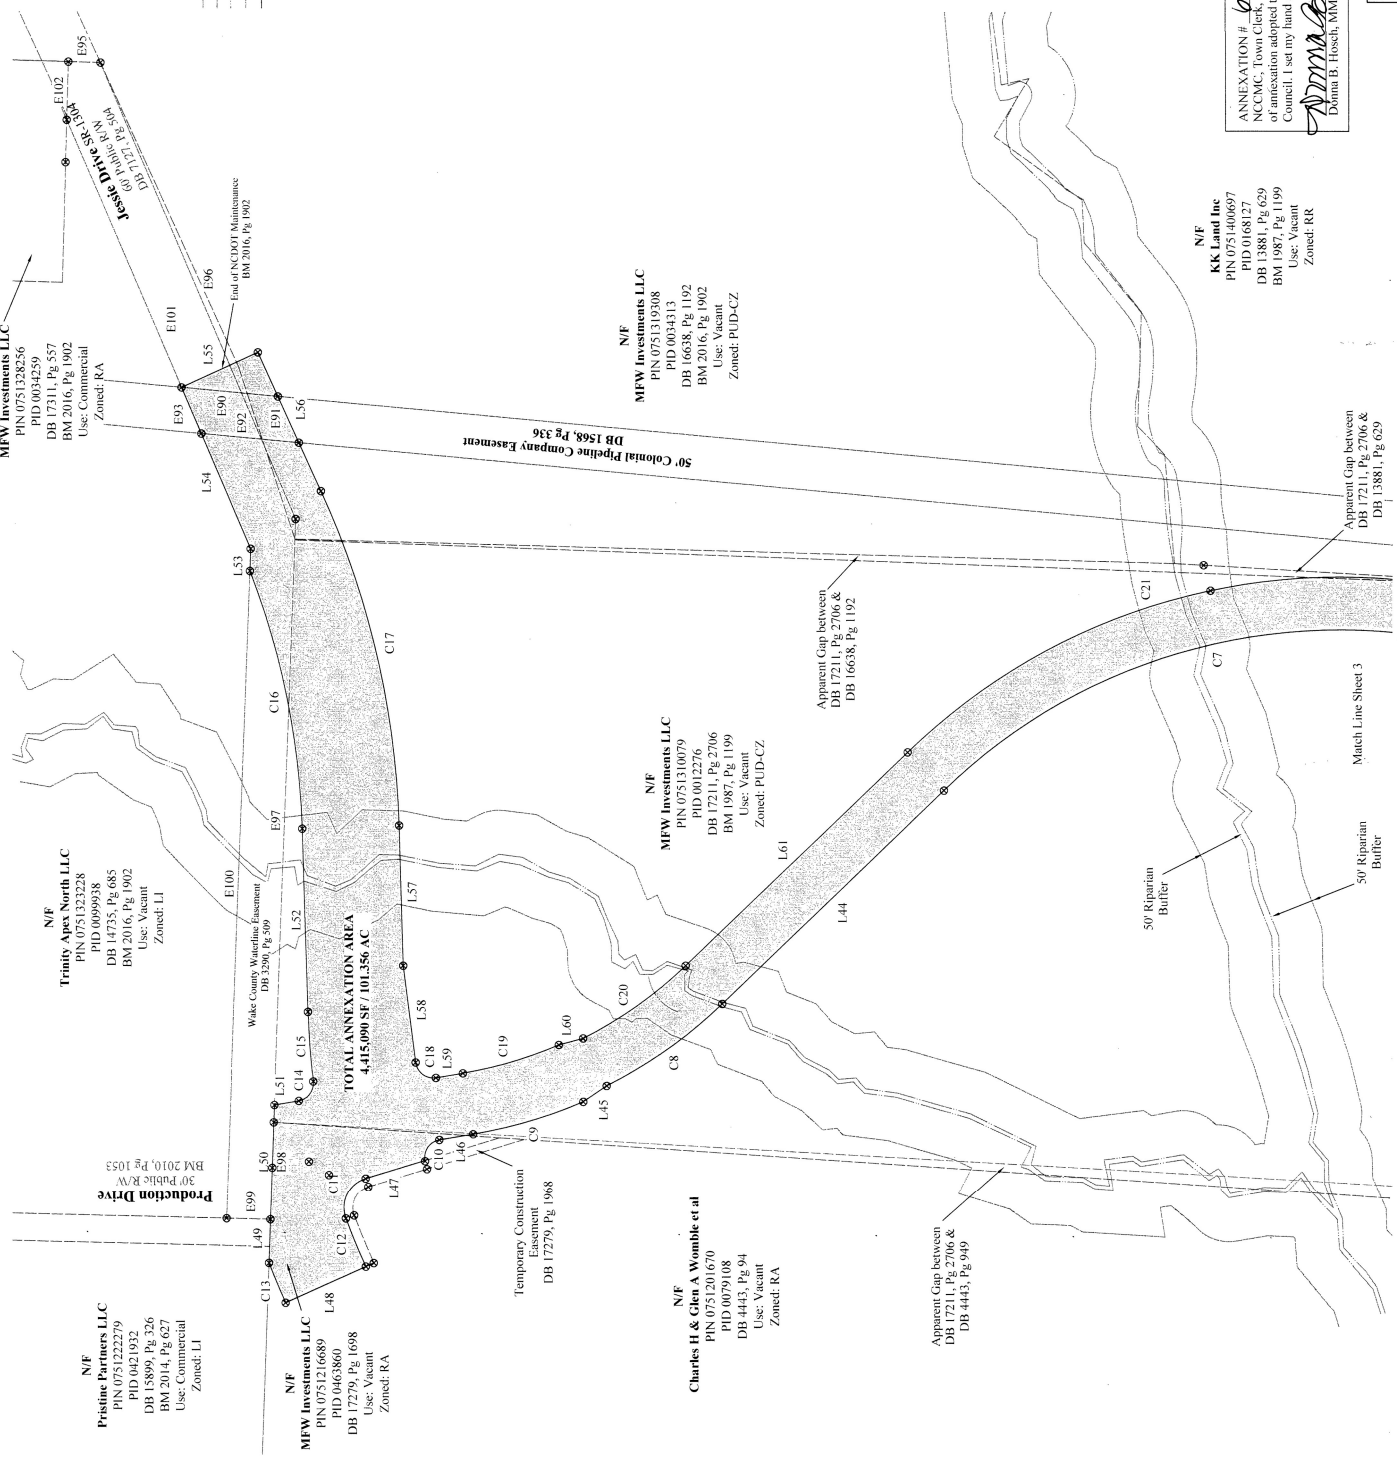 MFW Investments LLC
PIN 0751328256
PID 0034259
DB 17311, Pg 557
BM 2016, Pg 1902
Use: Commercial
Zoned: RA
E102
E95
Jessie Drive SR-1304
60' Public R/W
DB 7127, Pg 504
E101
E96
End of NCDOT Maintenance
BM 2016, Pg 1902
L55
E93
E90
E92
E91
L56
L54
L53
50' Colonial Pipeline Company Easement
DB 1568, Pg 336
N/F
MFW Investments LLC
PIN 0751319308
PID 0034313
DB 16638, Pg 1192
BM 2016, Pg 1902
Use: Vacant
Zoned: PUD-CZ
ANNEXATION #
NCCMC, Town Clerk,
of annexation adopted
Council. I set my hand
Donna B. Hosch, MM
N/F
KK Land Inc
PIN 0751400697
PID 0168127
DB 13881, Pg 629
BM 1987, Pg 1199
Use: Vacant
Zoned: RR
Apparent Gap between
DB 17211, Pg 2706 &
DB 13881, Pg 629
C16
C17
C21
C7
Apparent Gap between
DB 17211, Pg 2706 &
DB 16638, Pg 1192
Match Line Sheet 3
N/F
Trinity Apex North LLC
PIN 0751323228
PID 0099938
DB 14735, Pg 685
BM 2016, Pg 1902
Use: Vacant
Zoned: LI
E97
E100
Wake County Waterline Easement
DB 3290, Pg 509
L52
L57
TOTAL ANNEXATION AREA
4,415,090 SF / 101.356 AC
N/F
MFW Investments LLC
PIN 0751310079
PID 0012276
DB 17211, Pg 2706
BM 1987, Pg 1199
Use: Vacant
Zoned: PUD-CZ
L61
L44
50' Riparian
Buffer
50' Riparian
Buffer
C15
L58
C14
L51
C18
L59
C19
L60
C20
C8
L45
C9
L46
C10
L47
C11
L50
E98
E99
L49
C12
C13
L48
Production Drive
30' Public R/W
BM 2010, Pg 1053
Temporary Construction
Easement
DB 17279, Pg 1968
N/F
Pristine Partners LLC
PIN 0751222279
PID 0421932
DB 15899, Pg 326
BM 2014, Pg 627
Use: Commercial
Zoned: LI
N/F
MFW Investments LLC
PIN 0751216689
PID 0463860
DB 17279, Pg 1698
Use: Vacant
Zoned: RA
N/F
Charles H & Glen A Womble et al
PIN 0751201670
PID 0079108
DB 4443, Pg 94
Use: Vacant
Zoned: RA
Apparent Gap between
DB 17211, Pg 2706 &
DB 4443, Pg 949